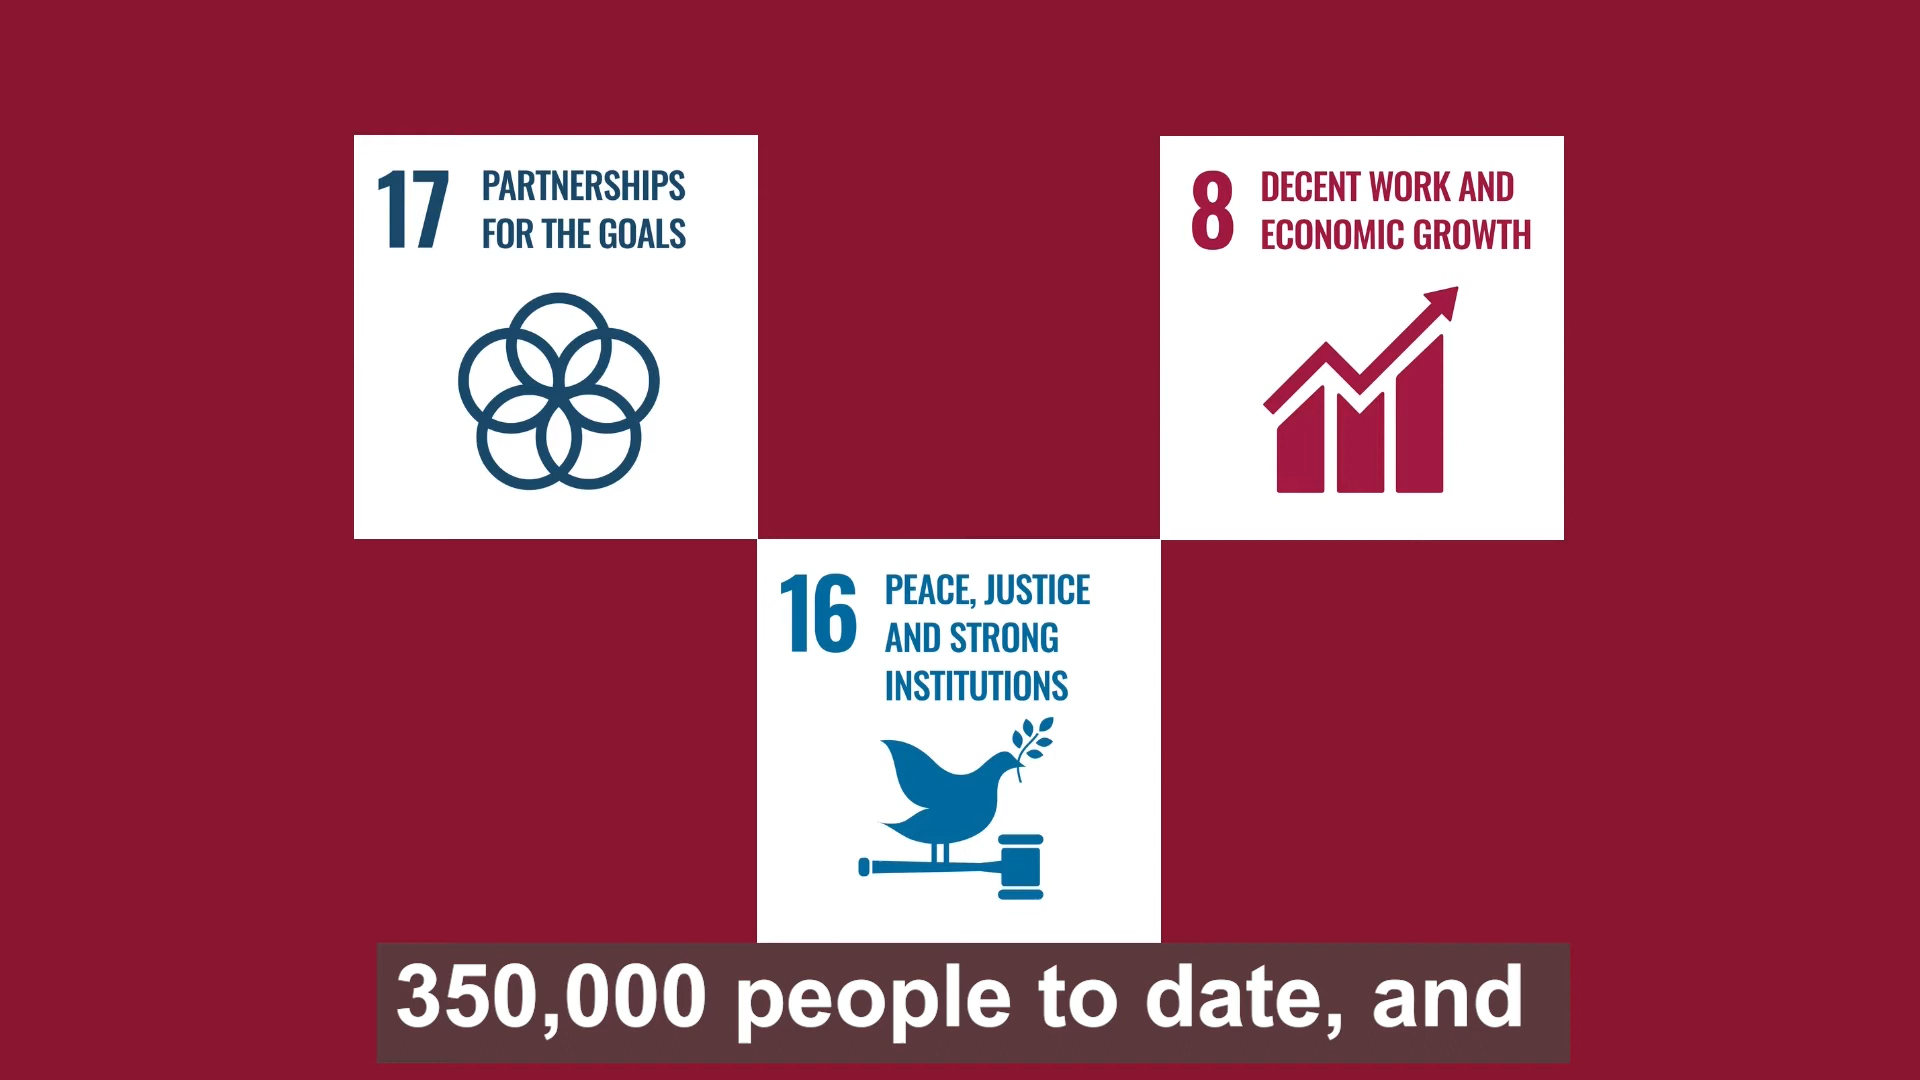 17
PARTNERSHIPS
FOR THE GOALS
8
DECENT WORK AND
ECONOMIC GROWTH
16
PEACE, JUSTICE
AND STRONG
INSTITUTIONS
350,000 people to date, and